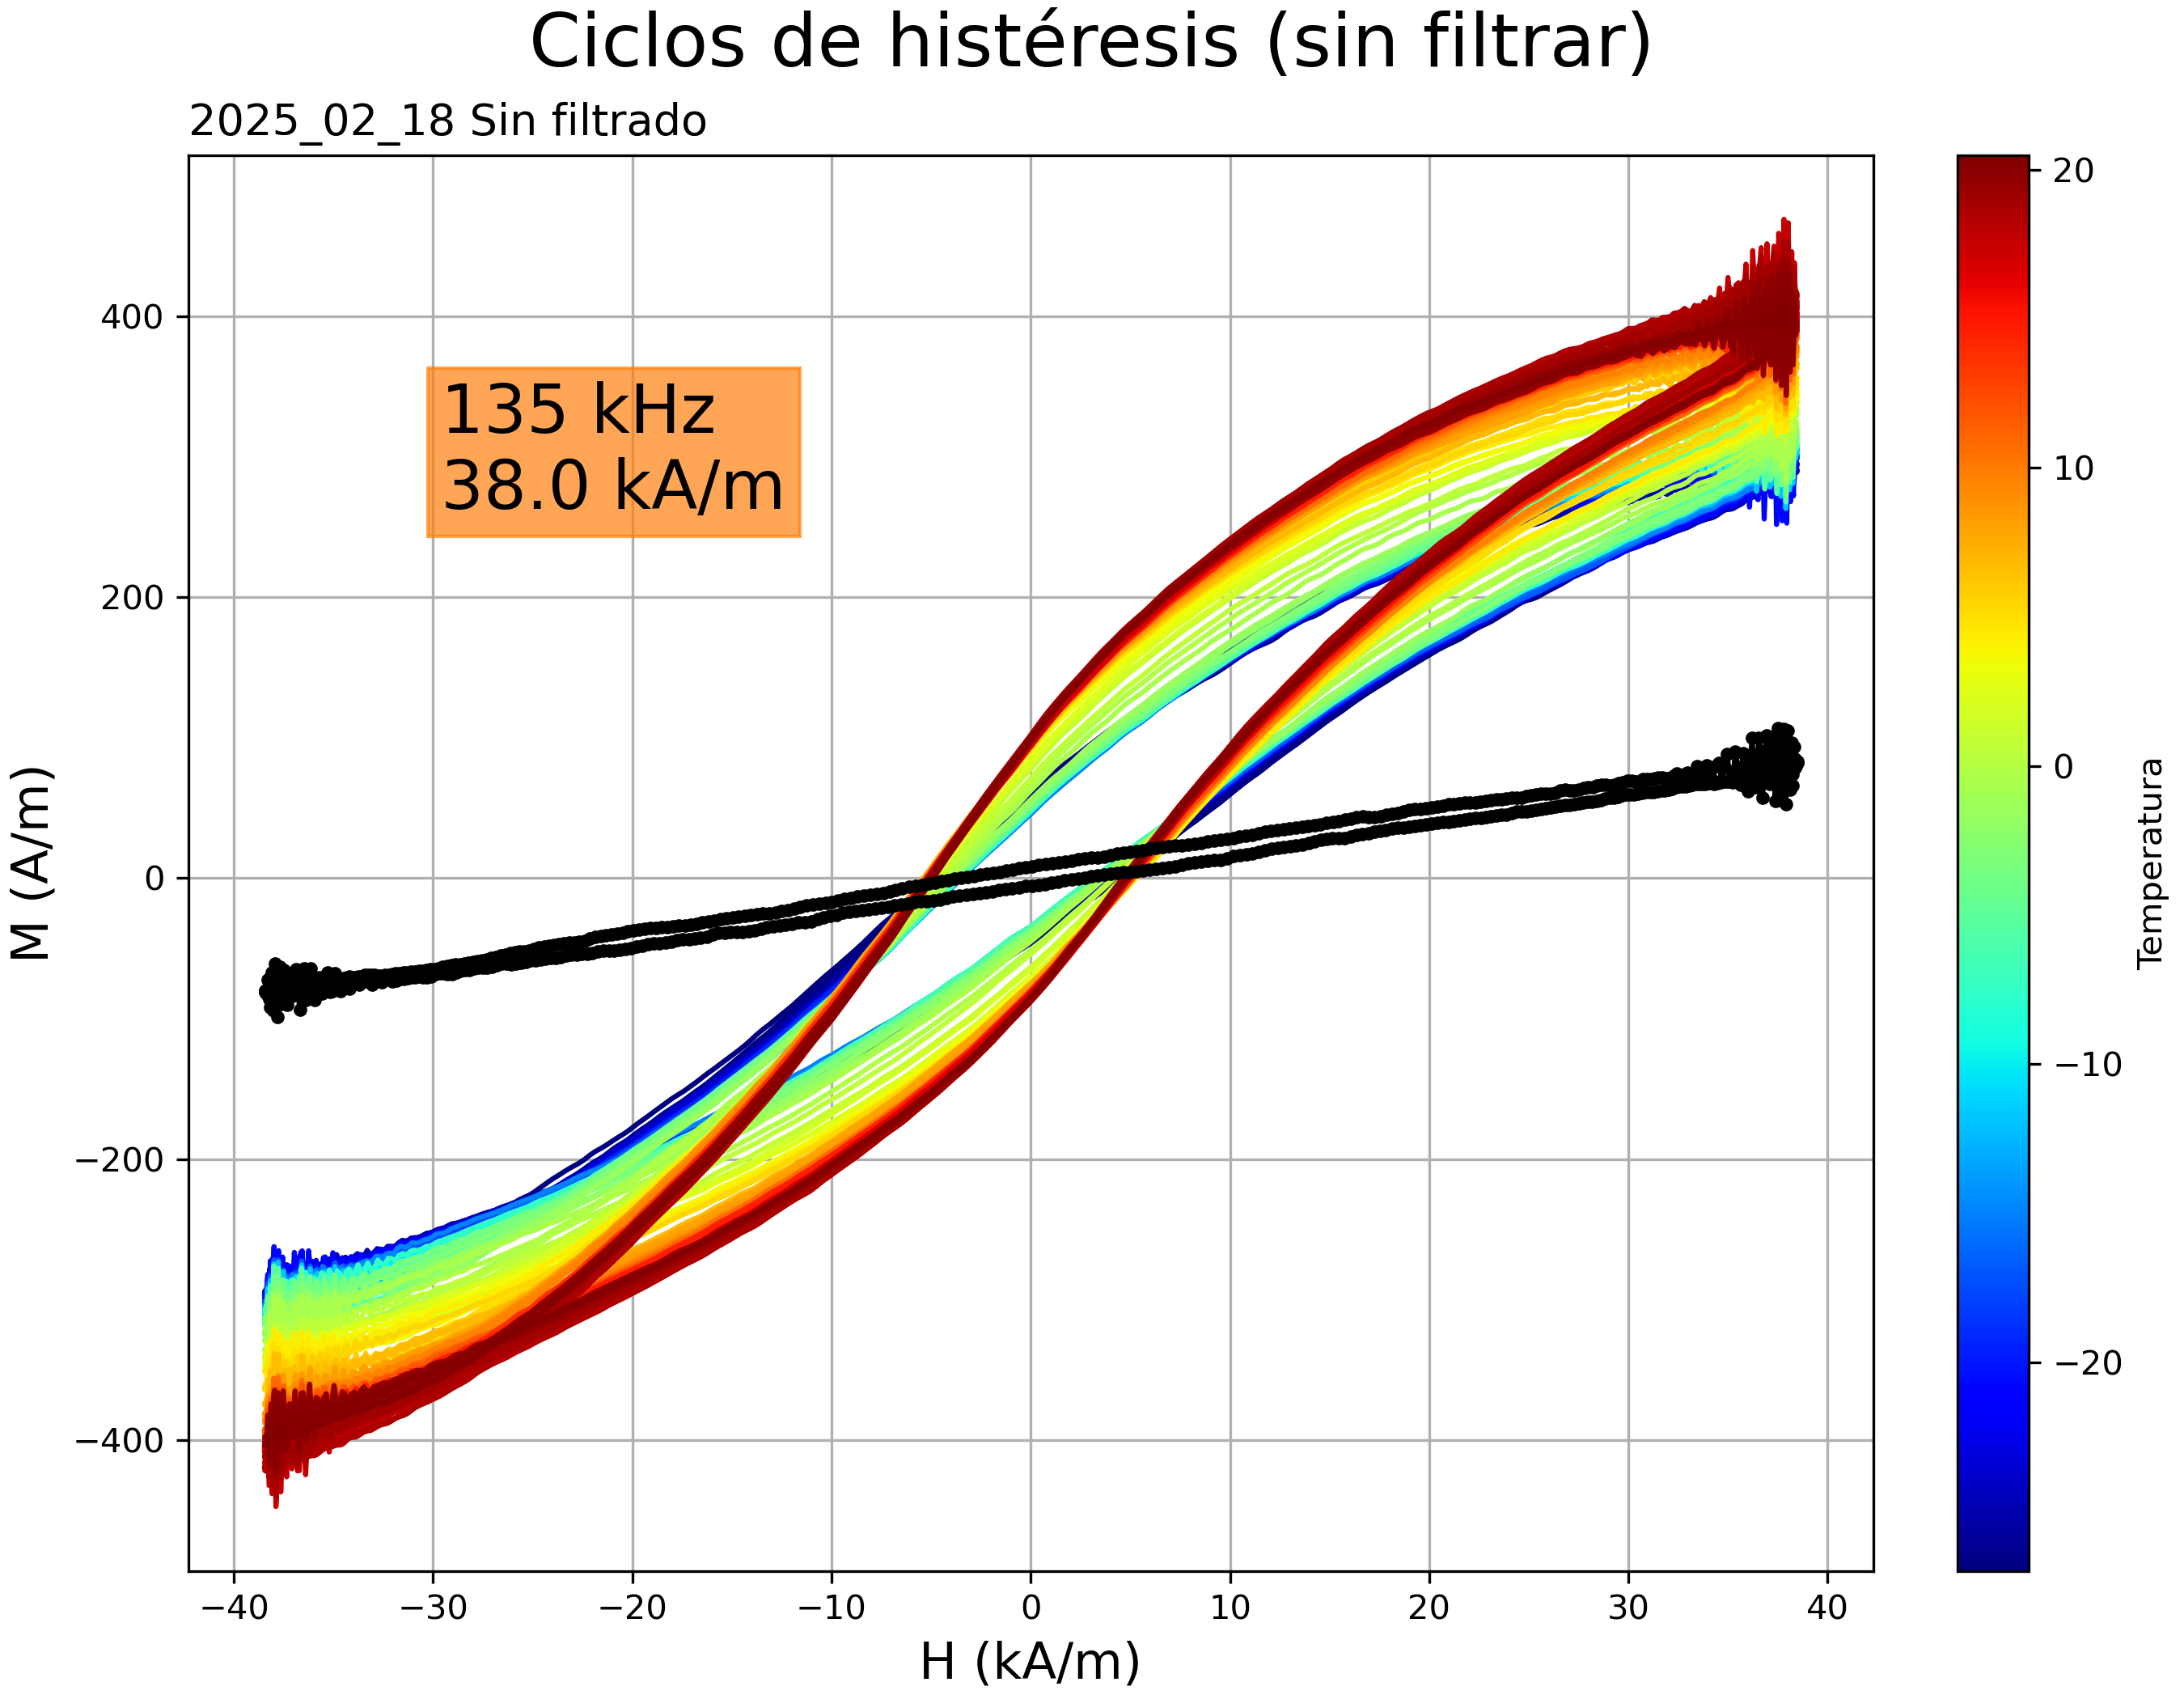 Ciclos de histéresis (sin filtrar)
2025_02_18 Sin filtrado
135 kHz
38.0 kA/m
M (A/m)
400
200
0
−200
−400
−40
−30
−20
−10
0
10
20
30
40
H (kA/m)
20
10
0
−10
−20
Temperatura